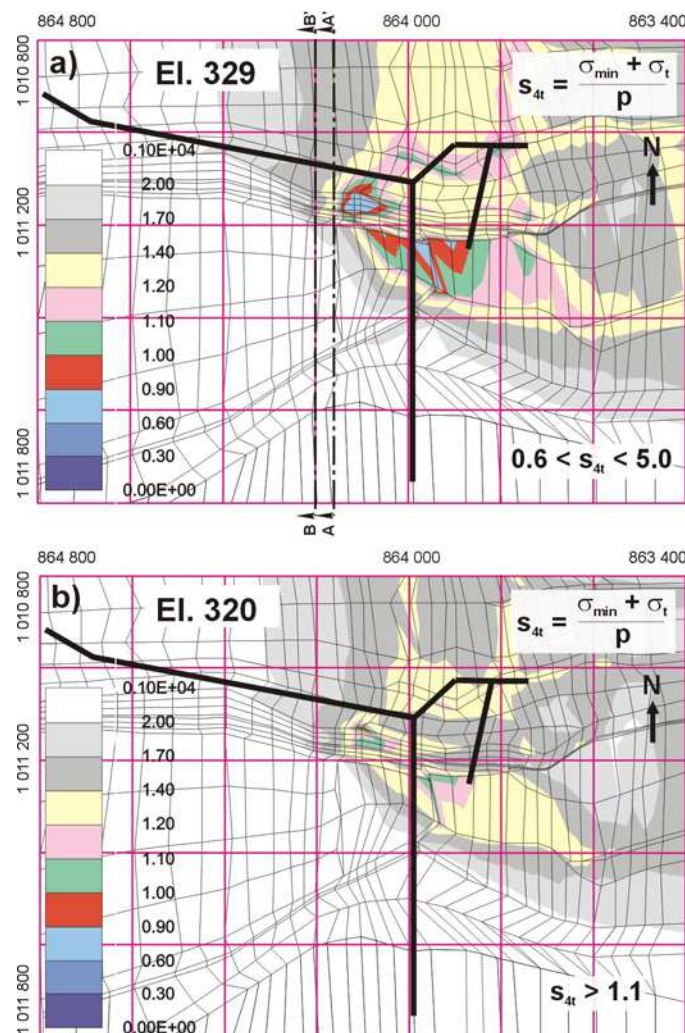 864 800 864 000 863 400
B' A'
1 010 800
a) El. 329
s4t = (σmin + σt) / p
N
0.10E+04
2.00
1.70
1.40
1.20
1.10
1.00
0.90
0.60
0.30
0.00E+00
1 011 200
1 011 800
0.6 < s4t < 5.0
B A
864 800 864 000 863 400
1 010 800
b) El. 320
s4t = (σmin + σt) / p
N
0.10E+04
2.00
1.70
1.40
1.20
1.10
1.00
0.90
0.60
0.30
0.00E+00
1 011 200
1 011 800
s4t > 1.1